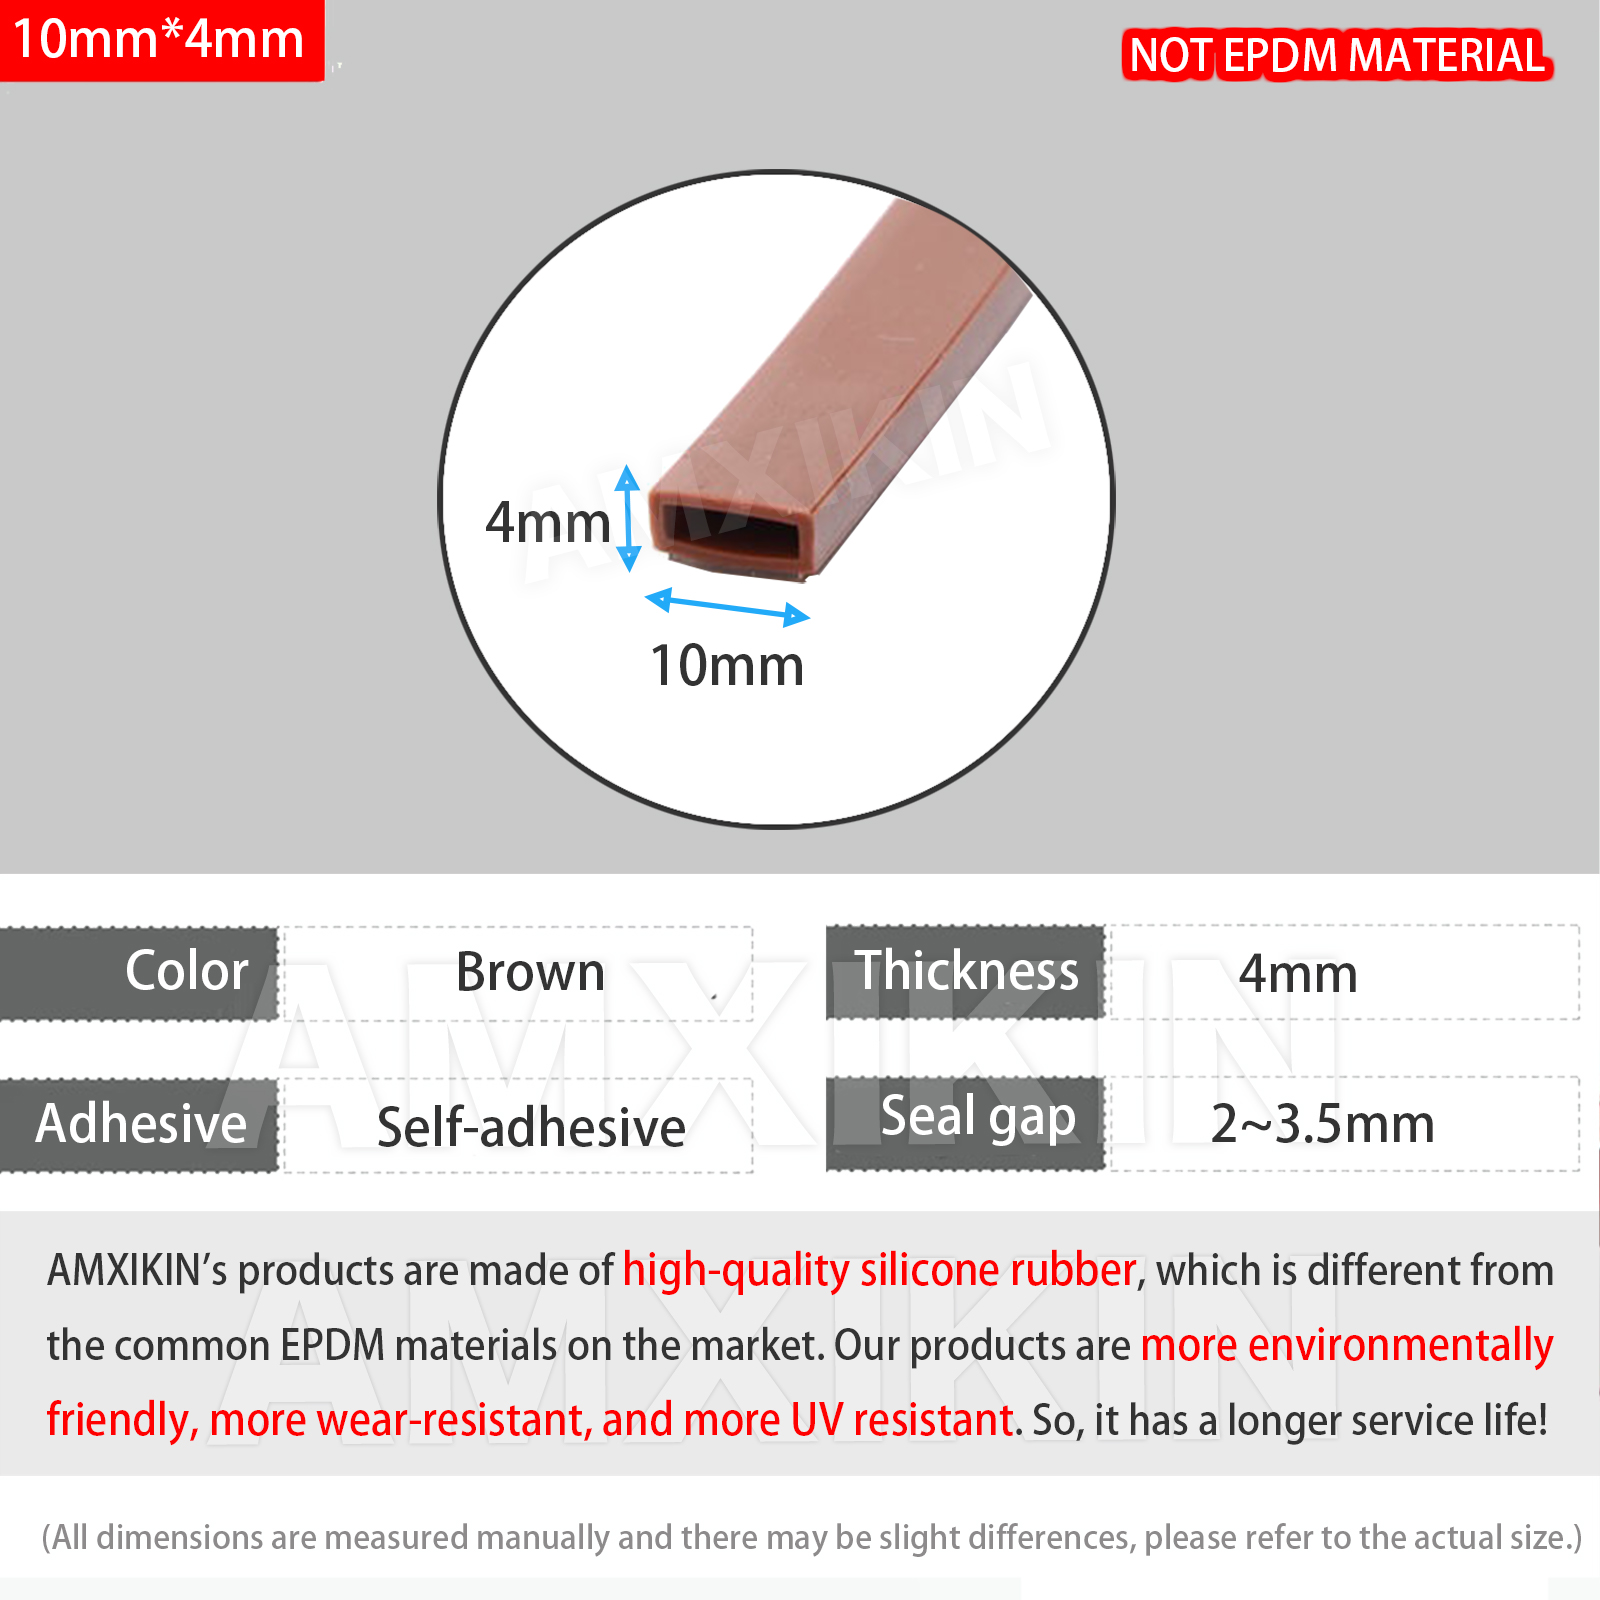 10mm*4mm
NOT EPDM MATERIAL
AMXIKIN
4mm
10mm
Color Brown Thickness 4mm
AMXIKIN
Adhesive Self-adhesive Seal gap 2~3.5mm
AMXIKIN’s products are made of high-quality silicone rubber, which is different from
the common EPDM materials on the market. Our products are more environmentally
friendly, more wear-resistant, and more UV resistant. So, it has a longer service life!
AMXIKIN
(All dimensions are measured manually and there may be slight differences, please refer to the actual size.)